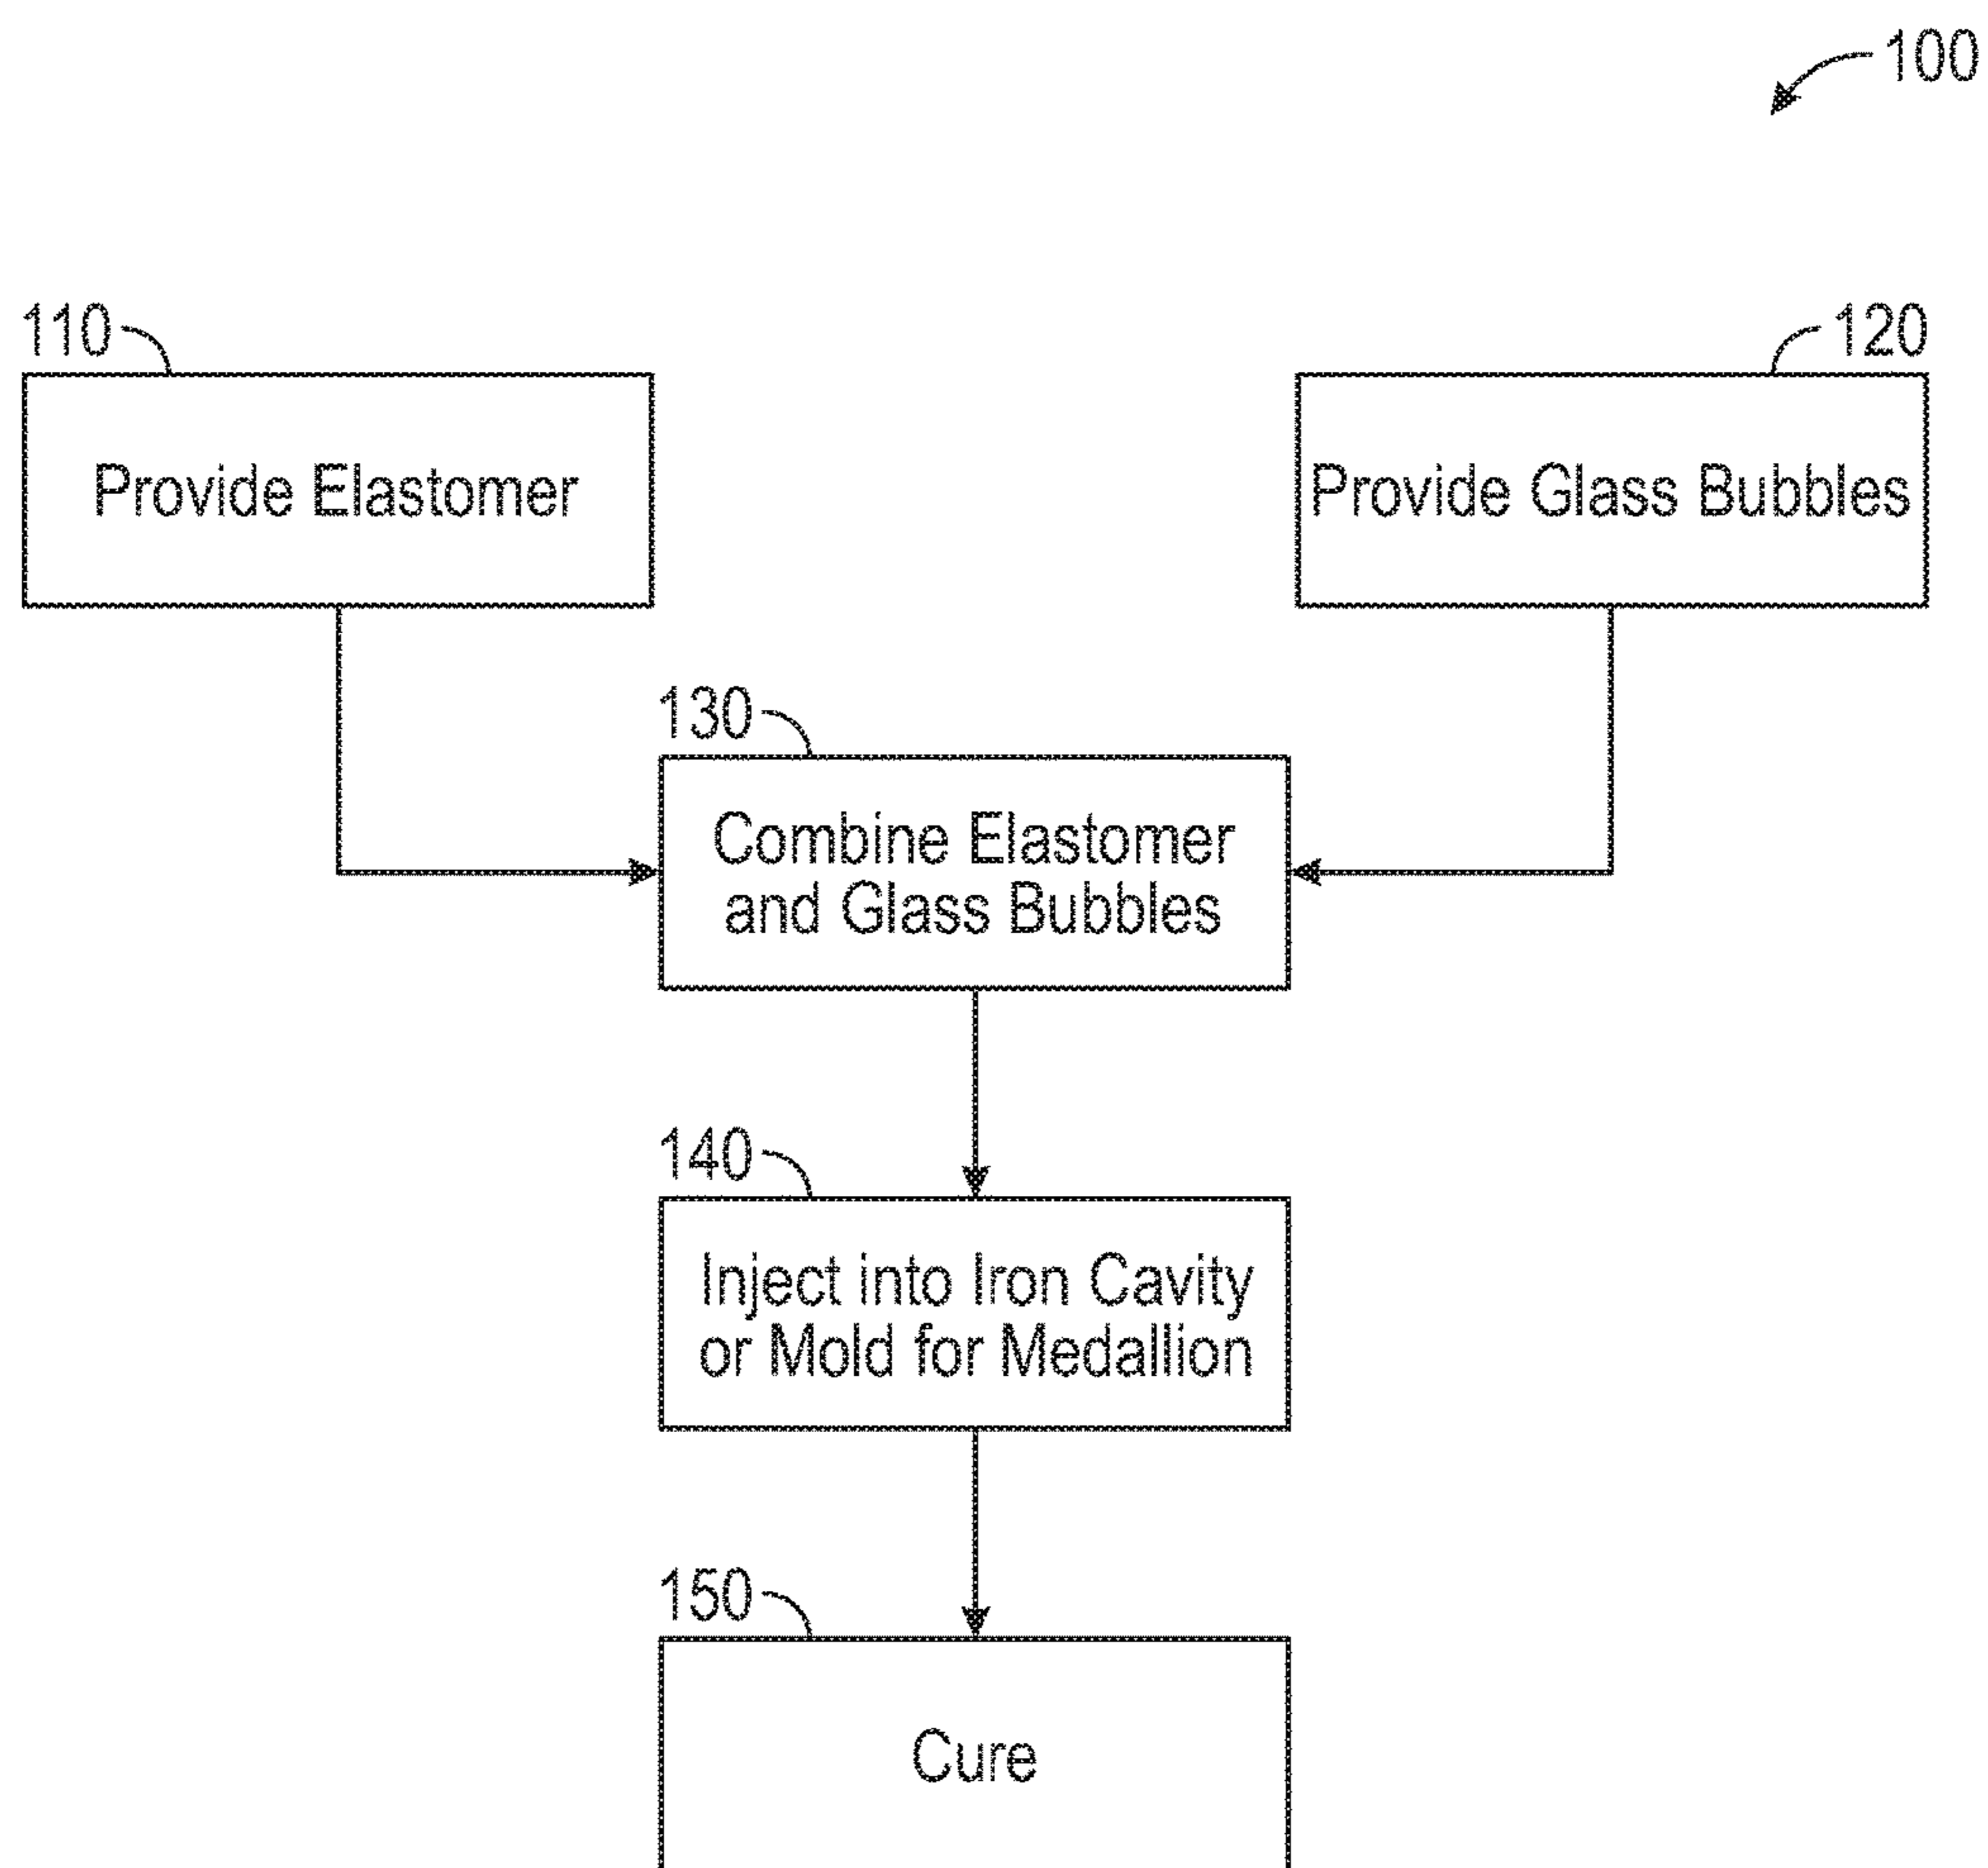 100
110
120
Provide Elastomer
Provide Glass Bubbles
130
Combine Elastomer
and Glass Bubbles
140
Inject into Iron Cavity
or Mold for Medallion
150
Cure